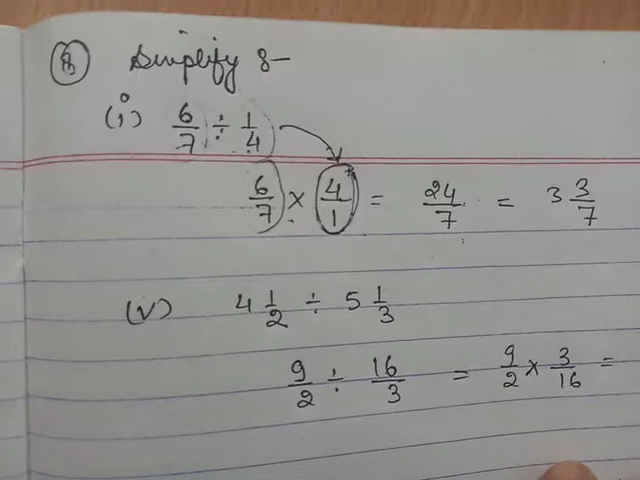 8 Simplify :-
(i) 6/7 ÷ 1/4
6/7 × 4/1 = 24/7 = 3 3/7
(v) 4 1/2 ÷ 5 1/3
9/2 ÷ 16/3 = 9/2 × 3/16 =